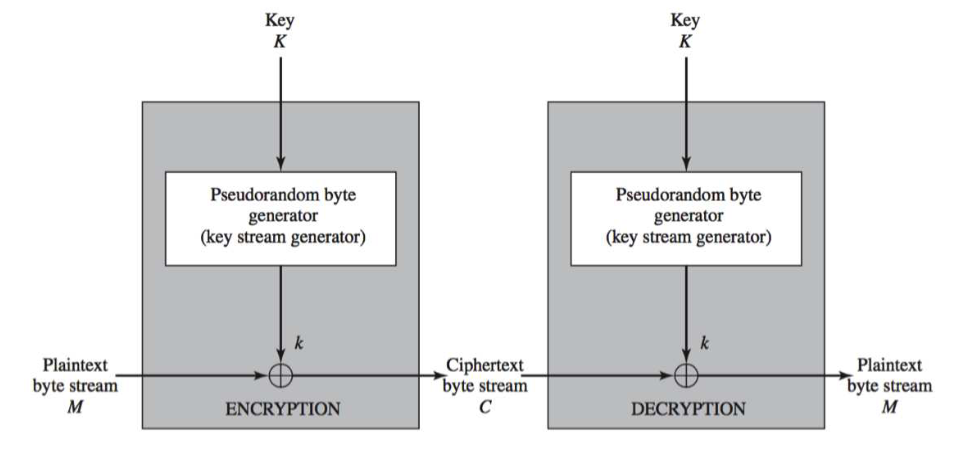 Key
K
Pseudorandom byte
generator
(key stream generator)
k
Plaintext
byte stream
M
ENCRYPTION
Ciphertext
byte stream
C
Key
K
Pseudorandom byte
generator
(key stream generator)
k
DECRYPTION
Plaintext
byte stream
M